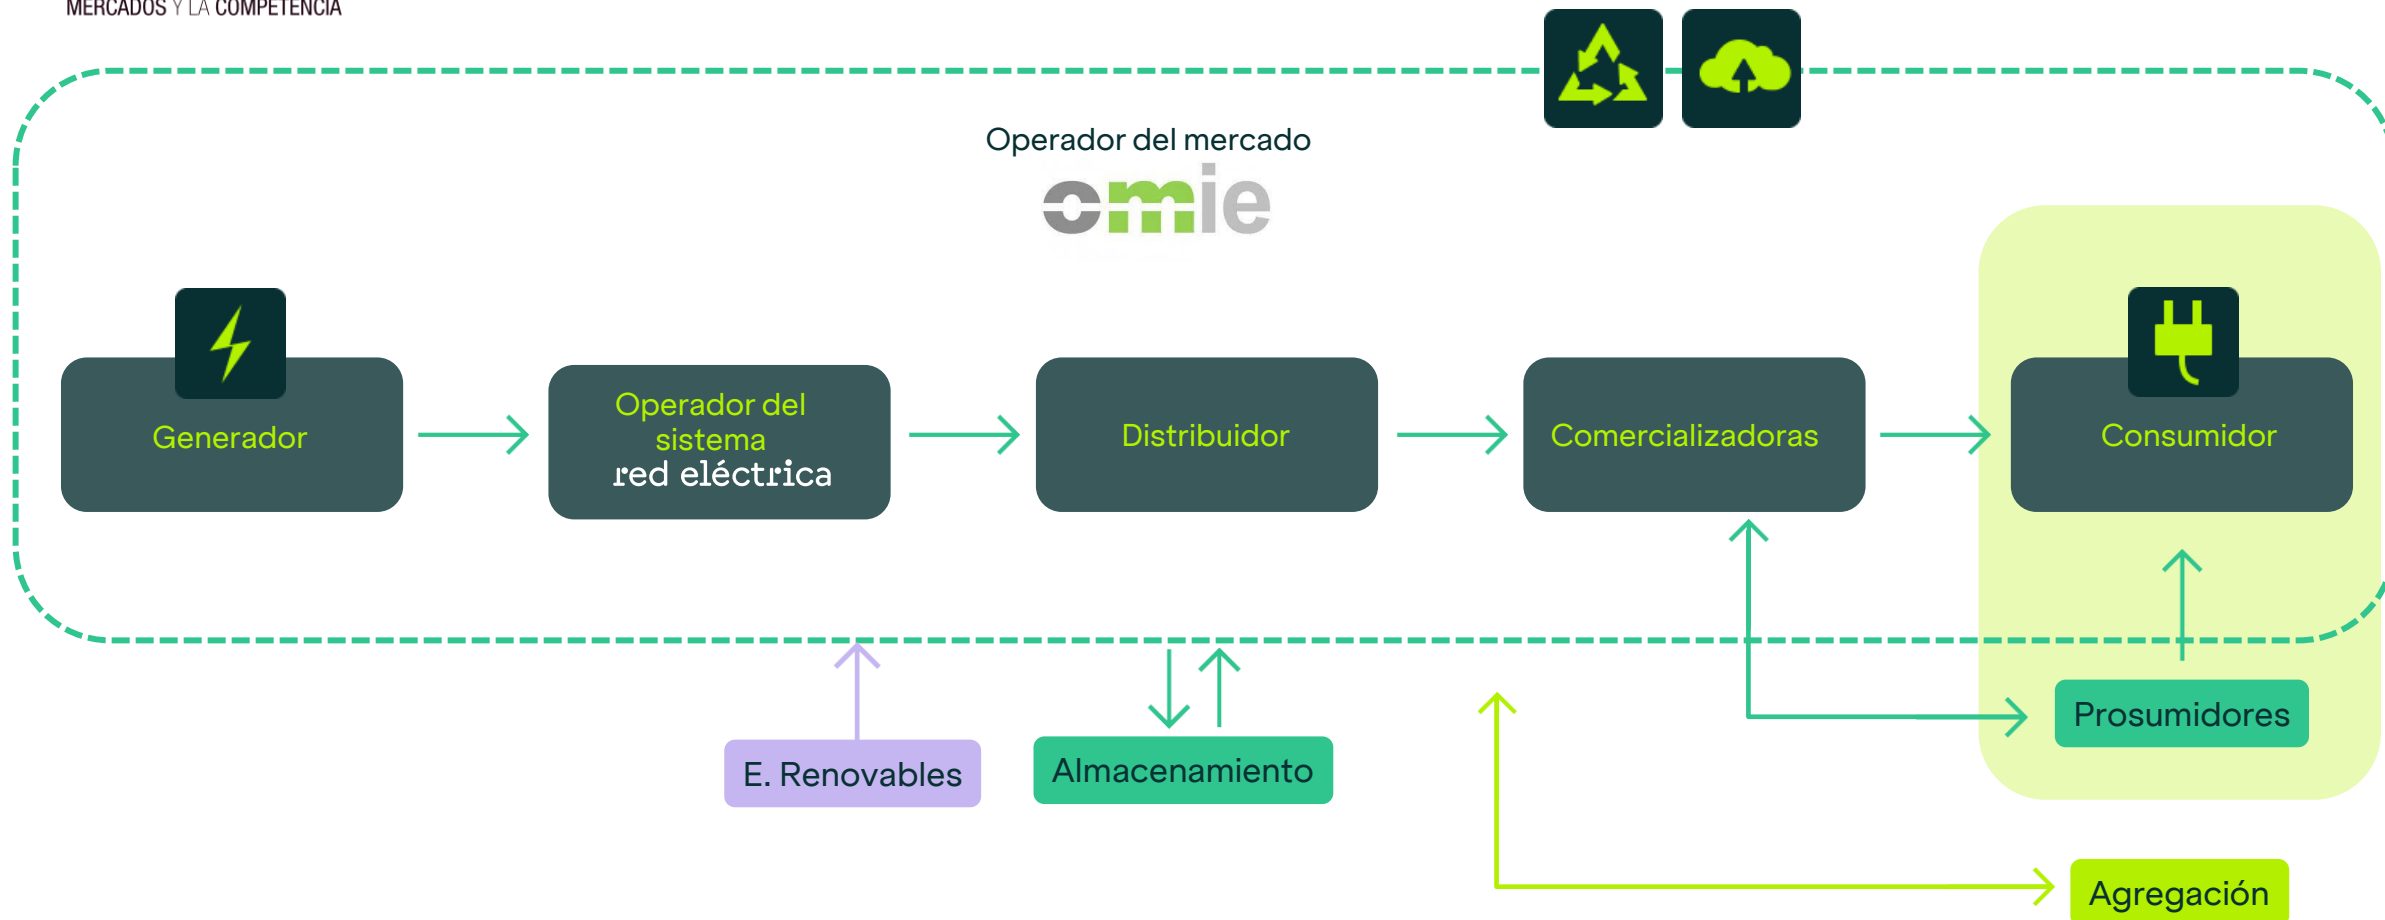 MERCADOS Y LA COMPETENCIA
Operador del mercado
omie
Generador
Operador del
sistema
red eléctrica
Distribuidor
Comercializadoras
Consumidor
Prosumidores
E. Renovables
Almacenamiento
Agregación